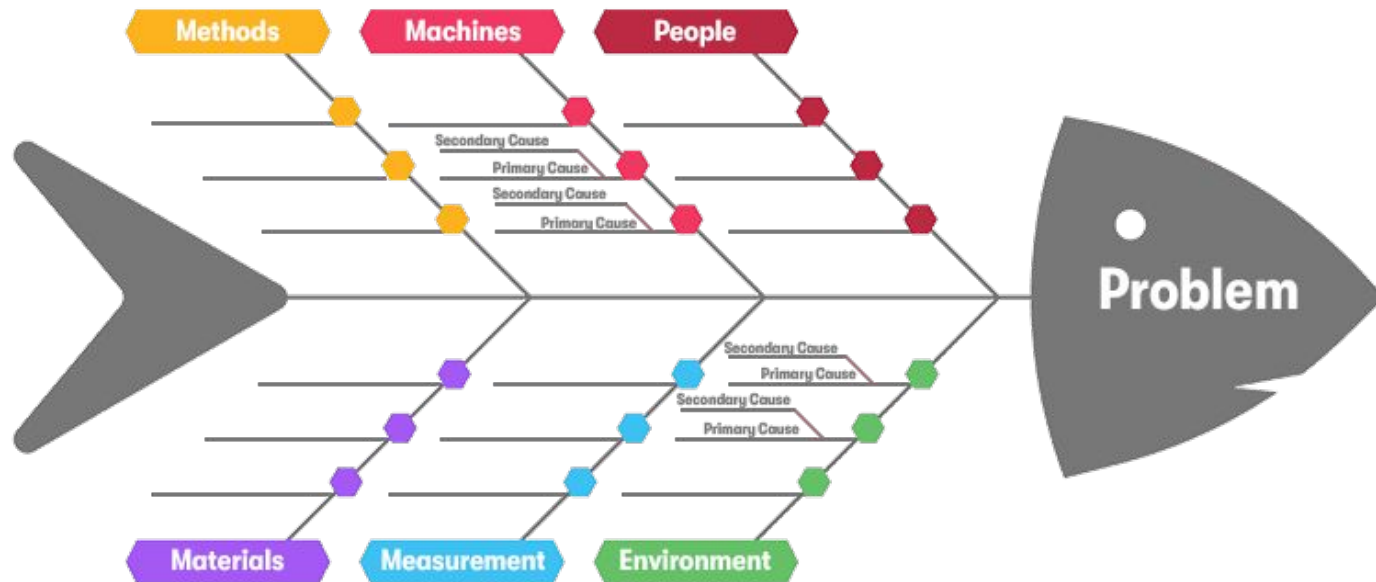 Methods
Machines
People
Secondary Cause
Primary Cause
Secondary Cause
Primary Cause
Problem
Secondary Cause
Primary Cause
Secondary Cause
Primary Cause
Materials
Measurement
Environment